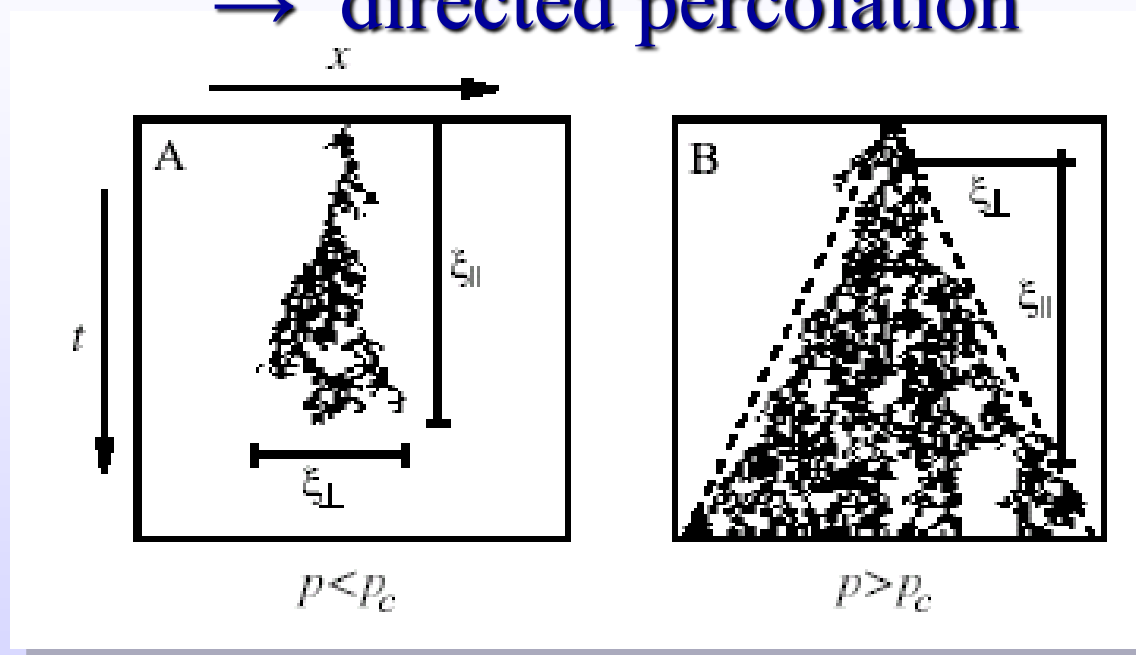 → directed percolation
x
A
B
ξ⊥
ξ||
ξ||
t
ξ⊥
p<p_c
p>p_c